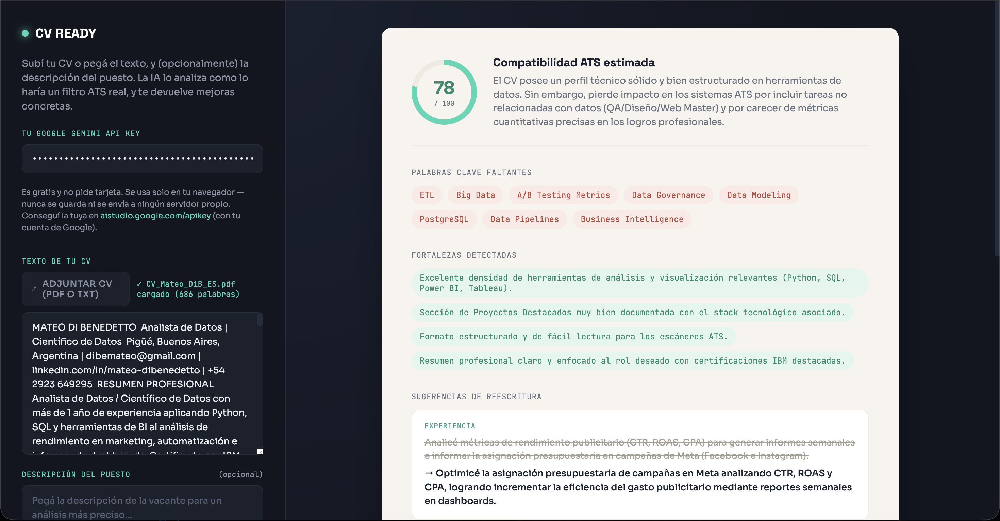 CV READY
Subí tu CV o pegá el texto, y (opcionalmente) la
descripción del puesto. La IA lo analiza como lo
haría un filtro ATS real, y te devuelve mejoras
concretas.
TU GOOGLE GEMINI API KEY
Es gratis y no pide tarjeta. Se usa solo en tu navegador —
nunca se guarda ni se envía a ningún servidor propio.
Conseguí la tuya en aistudio.google.com/apikey (con tu
cuenta de Google).
TEXTO DE TU CV
ADJUNTAR CV
(PDF O TXT)
✓ CV_Mateo_DiB_ES.pdf
cargado (686 palabras)
MATEO DI BENEDETTO Analista de Datos |
Científico de Datos Pigüé, Buenos Aires,
Argentina | dibemateo@gmail.com |
linkedin.com/in/mateo-dibenedetto | +54
2923 649295 RESUMEN PROFESIONAL
Analista de Datos / Científico de Datos con
más de 1 año de experiencia aplicando Python,
SQL y herramientas de BI al análisis de
rendimiento en marketing, automatización e
informes de dashboards. Certificado por IBM
DESCRIPCIÓN DEL PUESTO (opcional)
Pegá la descripción de la vacante para un
análisis más preciso...
78
/ 100
Compatibilidad ATS estimada
El CV posee un perfil técnico sólido y bien estructurado en herramientas de
datos. Sin embargo, pierde impacto en los sistemas ATS por incluir tareas no
relacionadas con datos (QA/Diseño/Web Master) y por carecer de métricas
cuantitativas precisas en los logros profesionales.
PALABRAS CLAVE FALTANTES
ETL Big Data A/B Testing Metrics Data Governance Data Modeling
PostgreSQL Data Pipelines Business Intelligence
FORTALEZAS DETECTADAS
Excelente densidad de herramientas de análisis y visualización relevantes (Python, SQL,
Power BI, Tableau).
Sección de Proyectos Destacados muy bien documentada con el stack tecnológico asociado.
Formato estructurado y de fácil lectura para los escáneres ATS.
Resumen profesional claro y enfocado al rol deseado con certificaciones IBM destacadas.
SUGERENCIAS DE REESCRITURA
EXPERIENCIA
Analicé métricas de rendimiento publicitario (CTR, ROAS, CPA) para generar informes semanales
e informar la asignación presupuestaria en campañas de Meta (Facebook e Instagram).
→ Optimicé la asignación presupuestaria de campañas en Meta analizando CTR, ROAS y
CPA, logrando incrementar la eficiencia del gasto publicitario mediante reportes semanales
en dashboards.